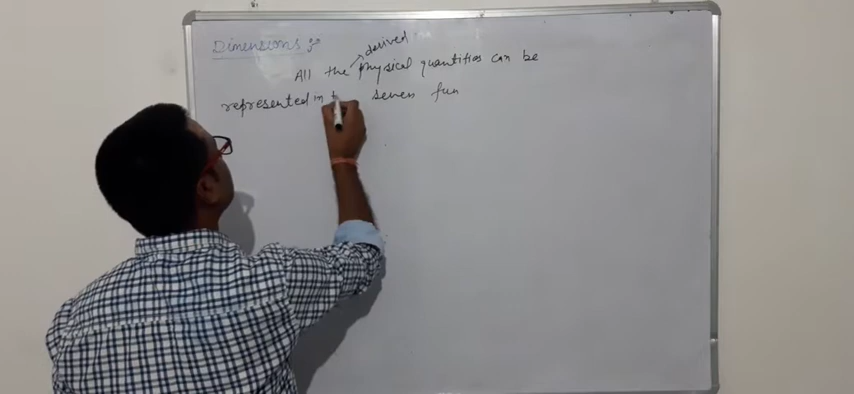 Dimensions :-
derived
All the physical quantities can be
represented in seven fun